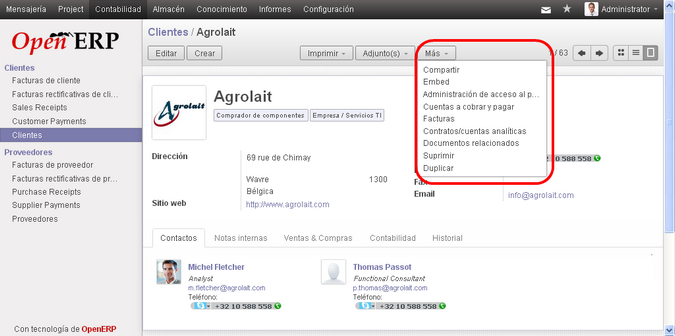 Mensajería Project Contabilidad Almacén Conocimiento Informes Configuración Administrator
Open ERP
Clientes
Facturas de cliente
Facturas rectificativas de cli...
Sales Receipts
Customer Payments
Clientes
Proveedores
Facturas de proveedor
Facturas rectificativas de pr...
Purchase Receipts
Supplier Payments
Proveedores
Con tecnología de OpenERP
Clientes / Agrolait
Editar Crear Imprimir Adjunto(s) Más / 63
Compartir
Embed
Administración de acceso al p...
Cuentas a cobrar y pagar
Facturas
Contratos/cuentas analíticas
Documentos relacionados
Suprimir
Duplicar
Agrolait
Agrolait
Comprador de componentes Empresa / Servicios TI
Dirección 69 rue de Chimay
Wavre 1300
Bélgica
Sitio web http://www.agrolait.com
10 588 558
Fax
Email info@agrolait.com
Contactos Notas internas Ventas & Compras Contabilidad Historial
Michel Fletcher
Analyst
m.fletcher@agrolait.com
Teléfono:
+32 10 588 558
Thomas Passot
Functional Consultant
p.thomas@agrolait.com
Teléfono:
+32 10 588 558